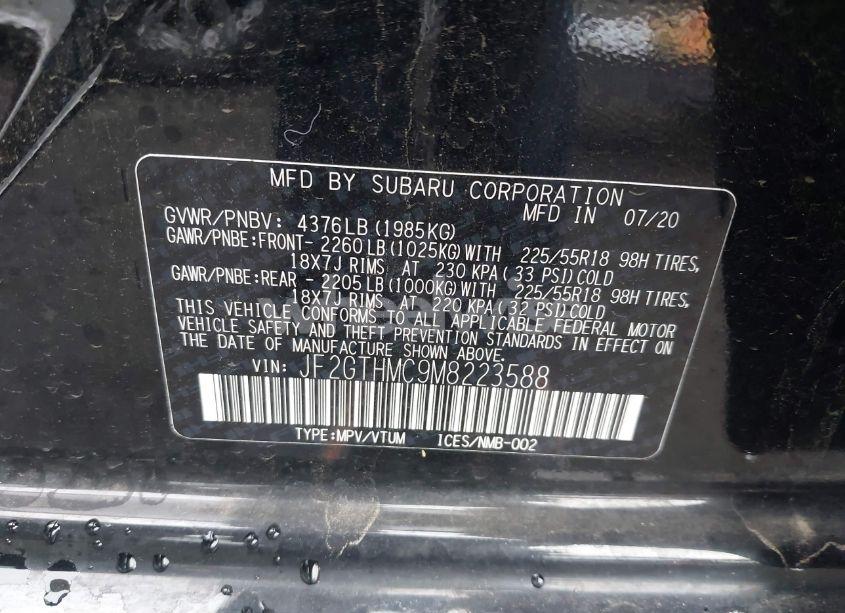 MFD BY SUBARU CORPORATION
MFD IN 07/20
GVWR/PNBV: 4376LB(1985KG)
GAWR/PNBE:FRONT- 2260LB(1025KG)WITH 225/55R18 98H TIRES,
18X7J RIMS AT 230 KPA(33 PSI)COLD
GAWR/PNBE:REAR - 2205LB(1000KG)WITH 225/55R18 98H TIRES,
18X7J RIMS AT 220 KPA(32 PSI)COLD
THIS VEHICLE CONFORMS TO ALL APPLICABLE FEDERAL MOTOR
VEHICLE SAFETY AND THEFT PREVENTION STANDARDS IN EFFECT ON
THE DATE OF MANUFACTURE SHOWN ABOVE.
VIN: JF2GTHMC9M8223588
TYPE:MPV/VTUM ICES/NMB-002